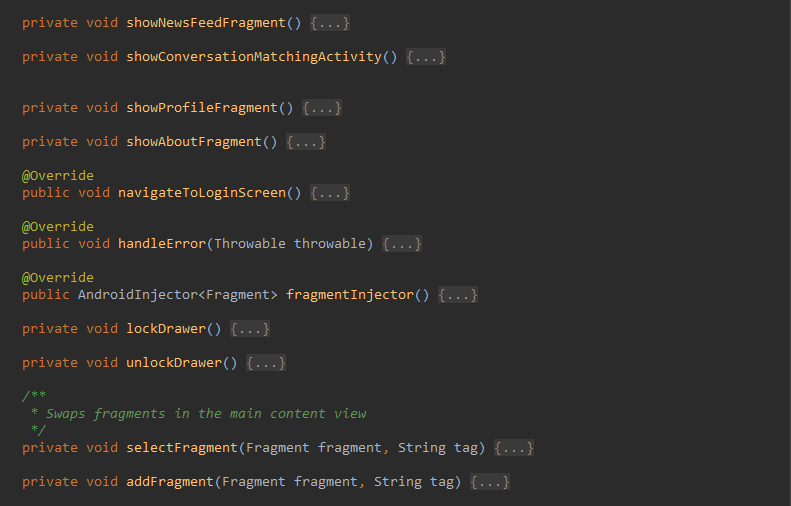 private void showNewsFeedFragment() {...}
private void showConversationMatchingActivity() {...}
private void showProfileFragment() {...}
private void showAboutFragment() {...}
@Override
public void navigateToLoginScreen() {...}
@Override
public void handleError(Throwable throwable) {...}
@Override
public AndroidInjector<Fragment> fragmentInjector() {...}
private void lockDrawer() {...}
private void unlockDrawer() {...}
/**
* Swaps fragments in the main content view
*/
private void selectFragment(Fragment fragment, String tag) {...}
private void addFragment(Fragment fragment, String tag) {...}